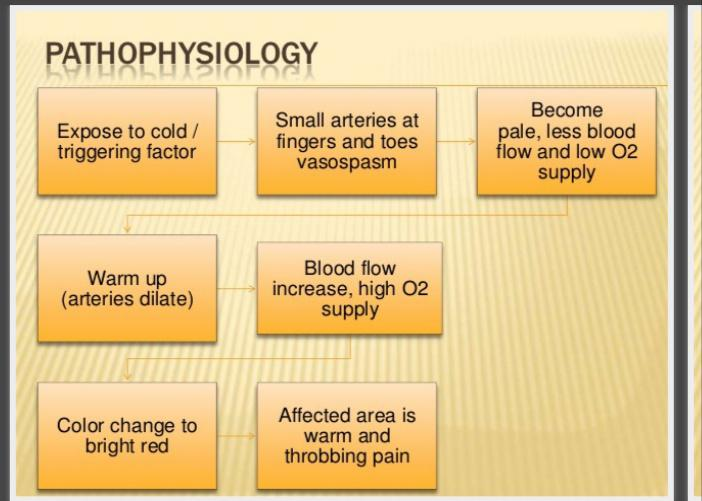 PATHOPHYSIOLOGY
Expose to cold /
triggering factor
Small arteries at
fingers and toes
vasospasm
Become
pale, less blood
flow and low O2
supply
Warm up
(arteries dilate)
Blood flow
increase, high O2
supply
Color change to
bright red
Affected area is
warm and
throbbing pain